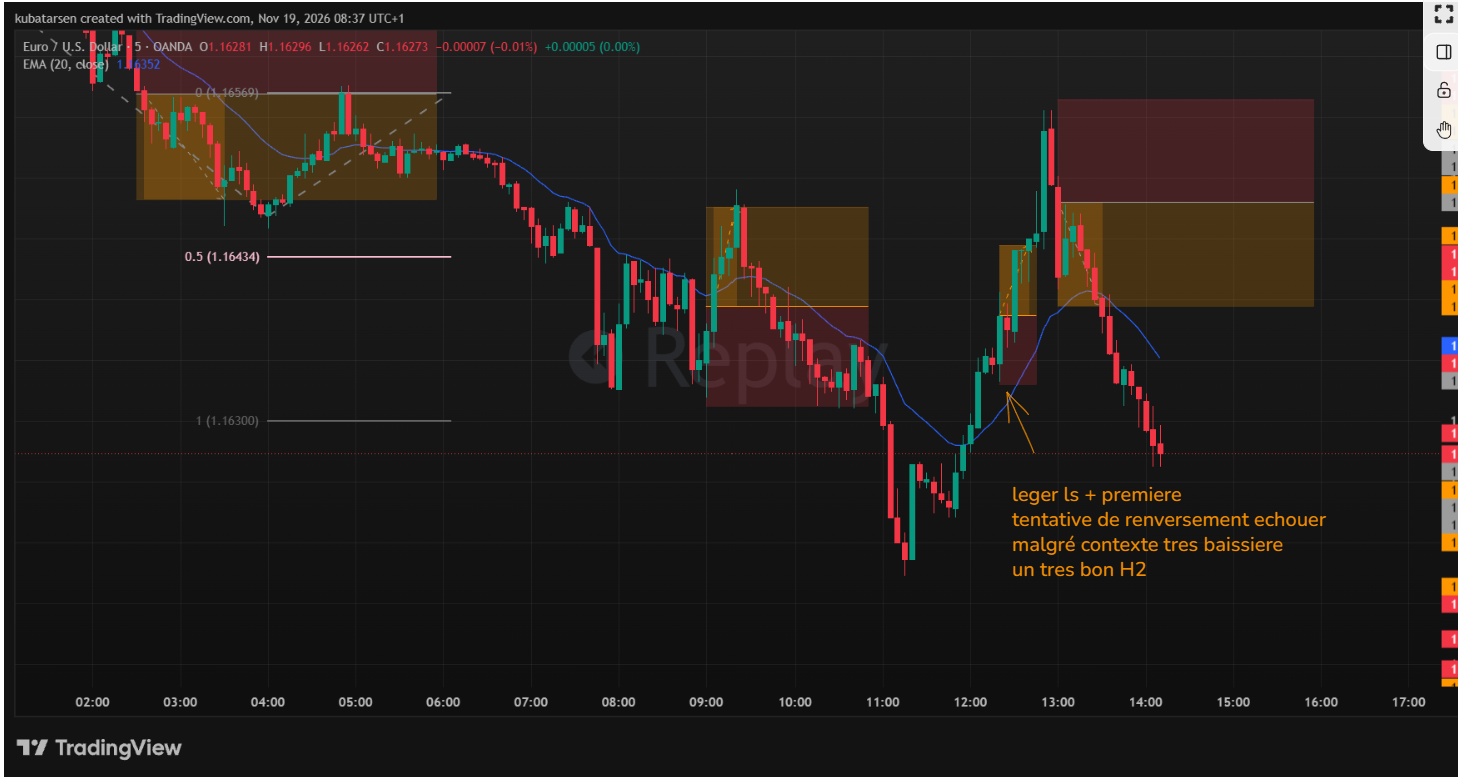 kubatarsen created with TradingView.com, Nov 19, 2026 08:37 UTC+1
Euro / U.S. Dollar · 5 · OANDA O1.16281 H1.16296 L1.16262 C1.16273 −0.00007 (−0.01%) +0.00005 (0.00%)
EMA (20, close) 1.16352
0 (1.16569)
0.5 (1.16434)
Replay
1 (1.16300)
leger ls + premiere
tentative de renversement echouer
malgré contexte tres baissiere
un tres bon H2
02:00 03:00 04:00 05:00 06:00 07:00 08:00 09:00 10:00 11:00 12:00 13:00 14:00 15:00 16:00 17:00
TradingView